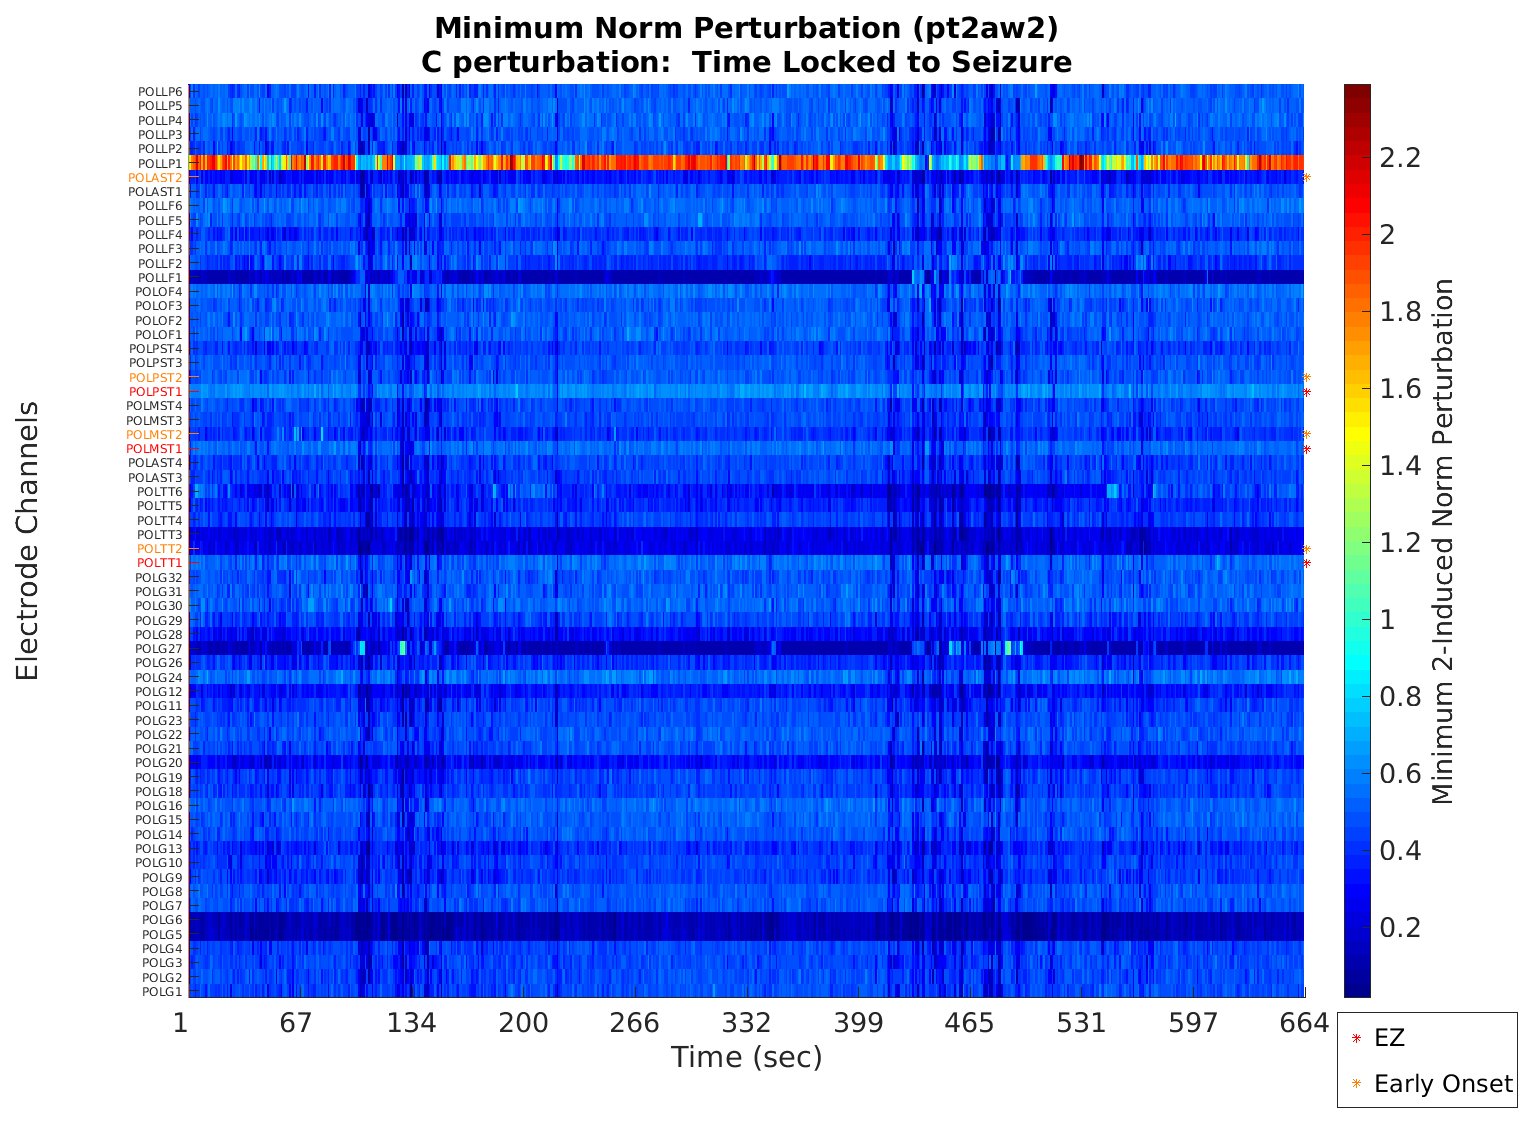 Minimum Norm Perturbation (pt2aw2)
C perturbation:  Time Locked to Seizure
Electrode Channels
POLLP6
POLLP5
POLLP4
POLLP3
POLLP2
POLLP1
POLAST2
POLAST1
POLLF6
POLLF5
POLLF4
POLLF3
POLLF2
POLLF1
POLOF4
POLOF3
POLOF2
POLOF1
POLPST4
POLPST3
POLPST2
POLPST1
POLMST4
POLMST3
POLMST2
POLMST1
POLAST4
POLAST3
POLTT6
POLTT5
POLTT4
POLTT3
POLTT2
POLTT1
POLG32
POLG31
POLG30
POLG29
POLG28
POLG27
POLG26
POLG24
POLG12
POLG11
POLG23
POLG22
POLG21
POLG20
POLG19
POLG18
POLG16
POLG15
POLG14
POLG13
POLG10
POLG9
POLG8
POLG7
POLG6
POLG5
POLG4
POLG3
POLG2
POLG1
1 67 134 200 266 332 399 465 531 597 664
Time (sec)
2.2
2
1.8
1.6
1.4
1.2
1
0.8
0.6
0.4
0.2
Minimum 2-Induced Norm Perturbation
EZ
Early Onset